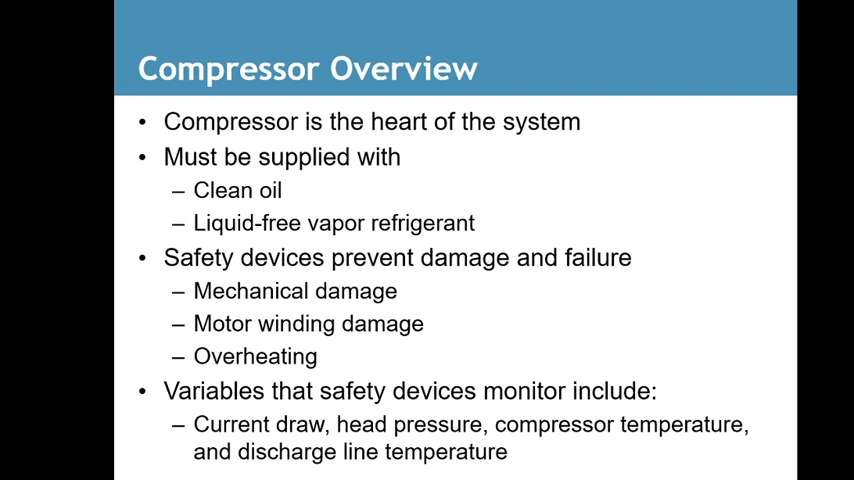 Compressor Overview
• Compressor is the heart of the system
• Must be supplied with
– Clean oil
– Liquid-free vapor refrigerant
• Safety devices prevent damage and failure
– Mechanical damage
– Motor winding damage
– Overheating
• Variables that safety devices monitor include:
– Current draw, head pressure, compressor temperature,
and discharge line temperature